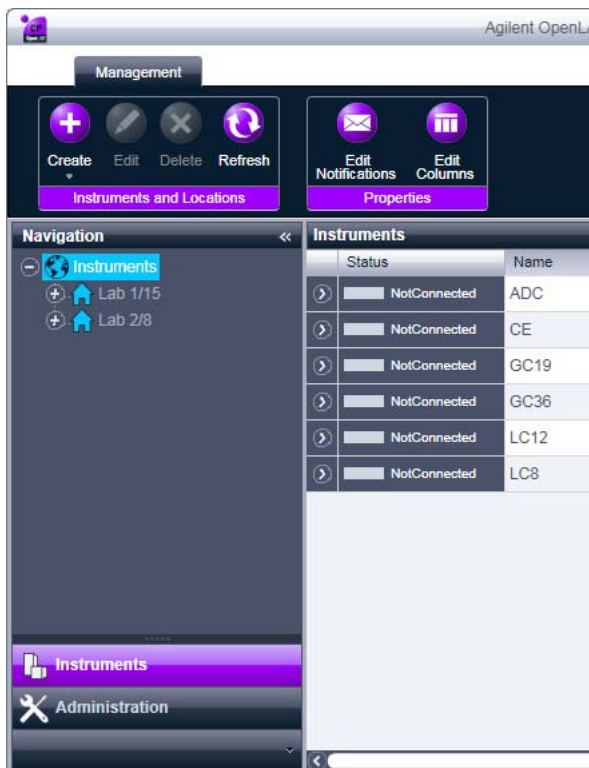 CP
Agilent OpenL
Management
Create Edit Delete Refresh
Instruments and Locations
Edit Notifications
Edit Columns
Properties
Navigation «
Instruments
Lab 1/15
Lab 2/8
Instruments
Administration
Instruments
Status Name
NotConnected ADC
NotConnected CE
NotConnected GC19
NotConnected GC36
NotConnected LC12
NotConnected LC8